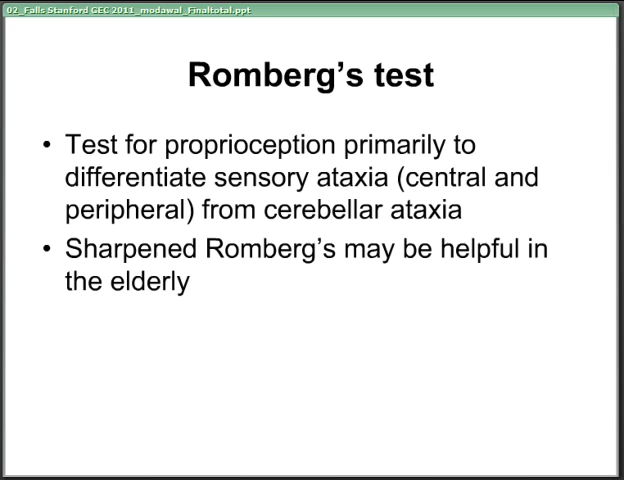 02_Falls Stanford GEC 2011_modawal_Finaltotal.ppt
Romberg's test
• Test for proprioception primarily to
differentiate sensory ataxia (central and
peripheral) from cerebellar ataxia
• Sharpened Romberg's may be helpful in
the elderly